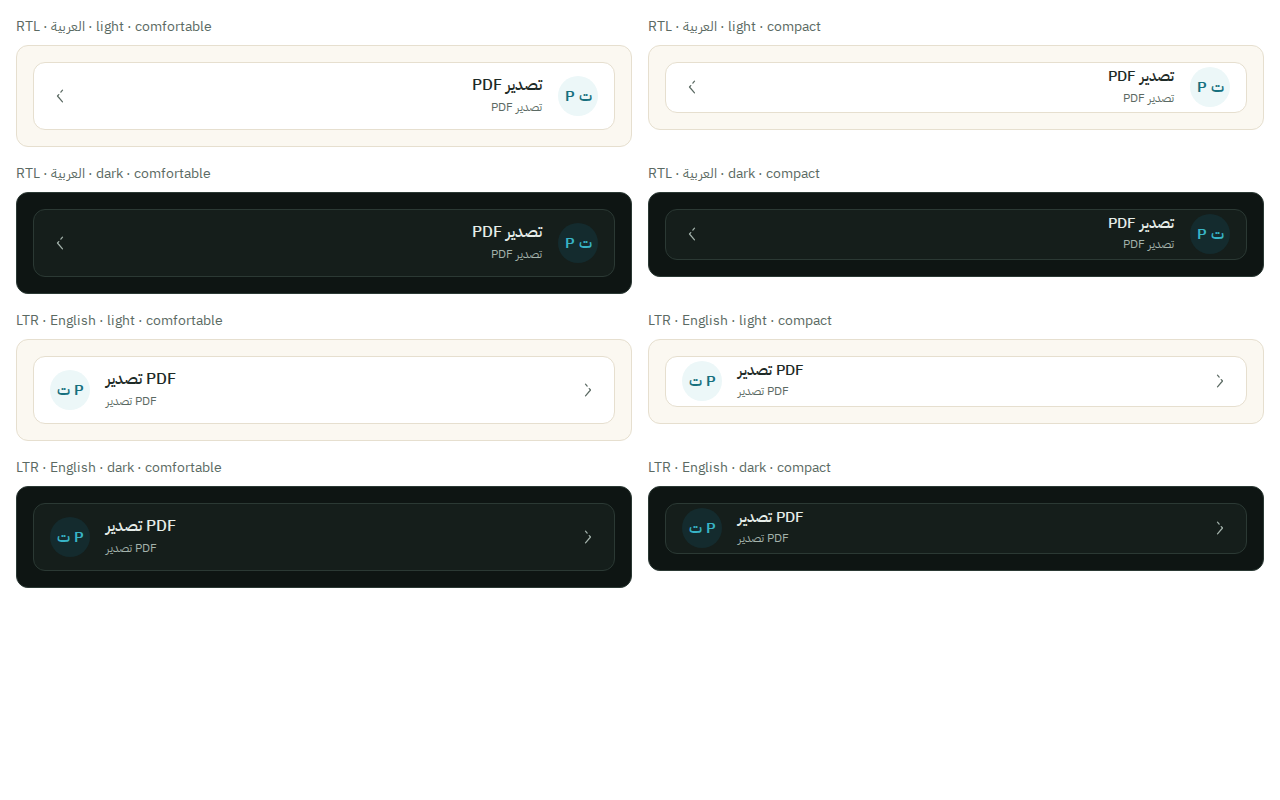 RTL · العربية · light · comfortable
ت P
تصدير PDF
تصدير PDF
RTL · العربية · light · compact
ت P
تصدير PDF
تصدير PDF
RTL · العربية · dark · comfortable
ت P
تصدير PDF
تصدير PDF
RTL · العربية · dark · compact
ت P
تصدير PDF
تصدير PDF
LTR · English · light · comfortable
ت P
تصدير PDF
تصدير PDF
LTR · English · light · compact
ت P
تصدير PDF
تصدير PDF
LTR · English · dark · comfortable
ت P
تصدير PDF
تصدير PDF
LTR · English · dark · compact
ت P
تصدير PDF
تصدير PDF